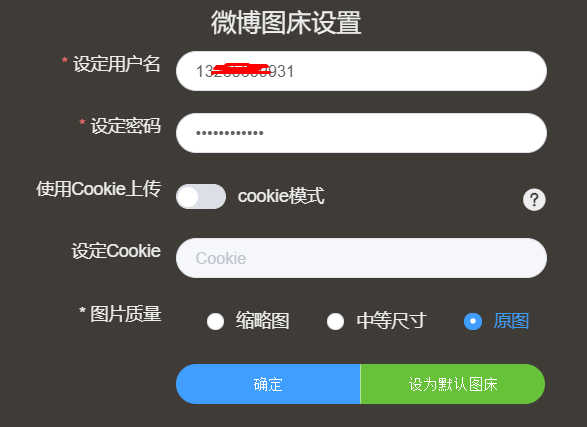 微博图床设置
* 设定用户名
* 设定密码
••••••••••••
使用Cookie上传 cookie模式 ?
设定Cookie
Cookie
* 图片质量 缩略图 中等尺寸 原图
确定 设为默认图床